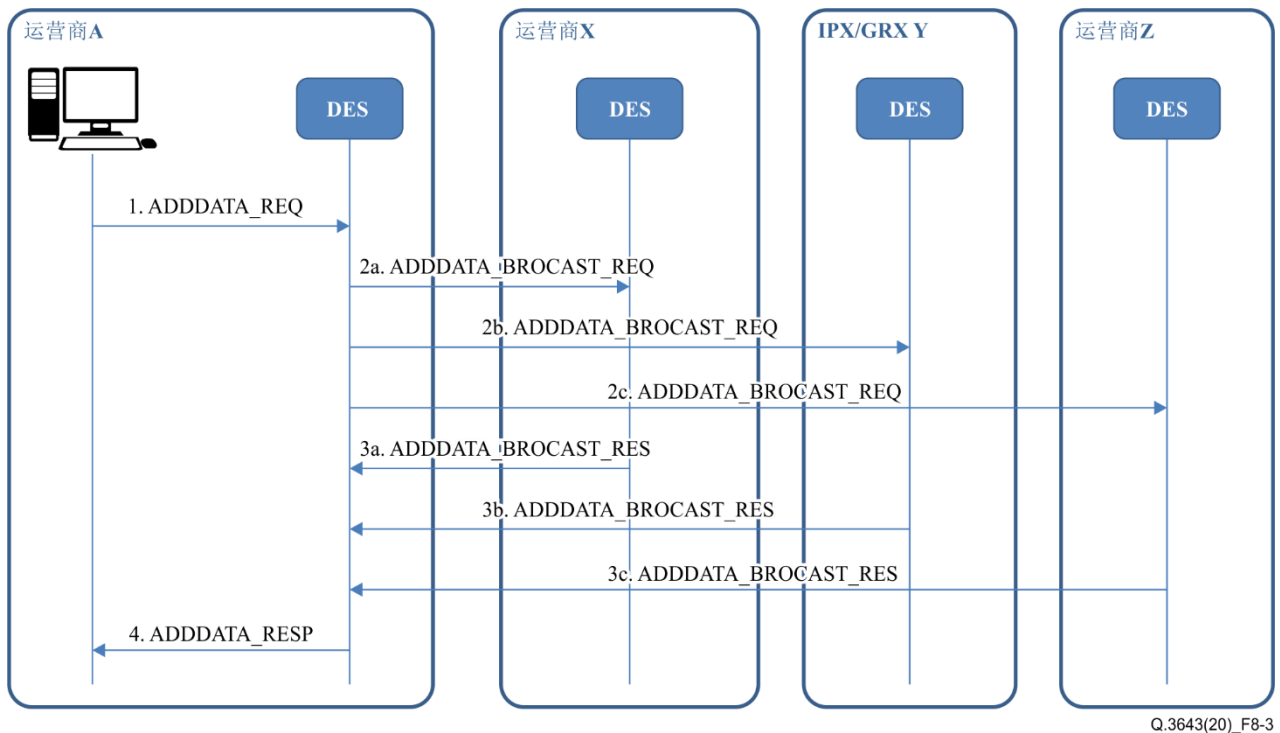 运营商A
运营商X
IPX/GRX Y
运营商Z
DES
DES
DES
DES
1. ADDDATA_REQ
2a. ADDDATA_BROCAST_REQ
2b. ADDDATA_BROCAST_REQ
2c. ADDDATA_BROCAST_REQ
3a. ADDDATA_BROCAST_RES
3b. ADDDATA_BROCAST_RES
3c. ADDDATA_BROCAST_RES
4. ADDDATA_RESP
Q.3643(20)_F8-3